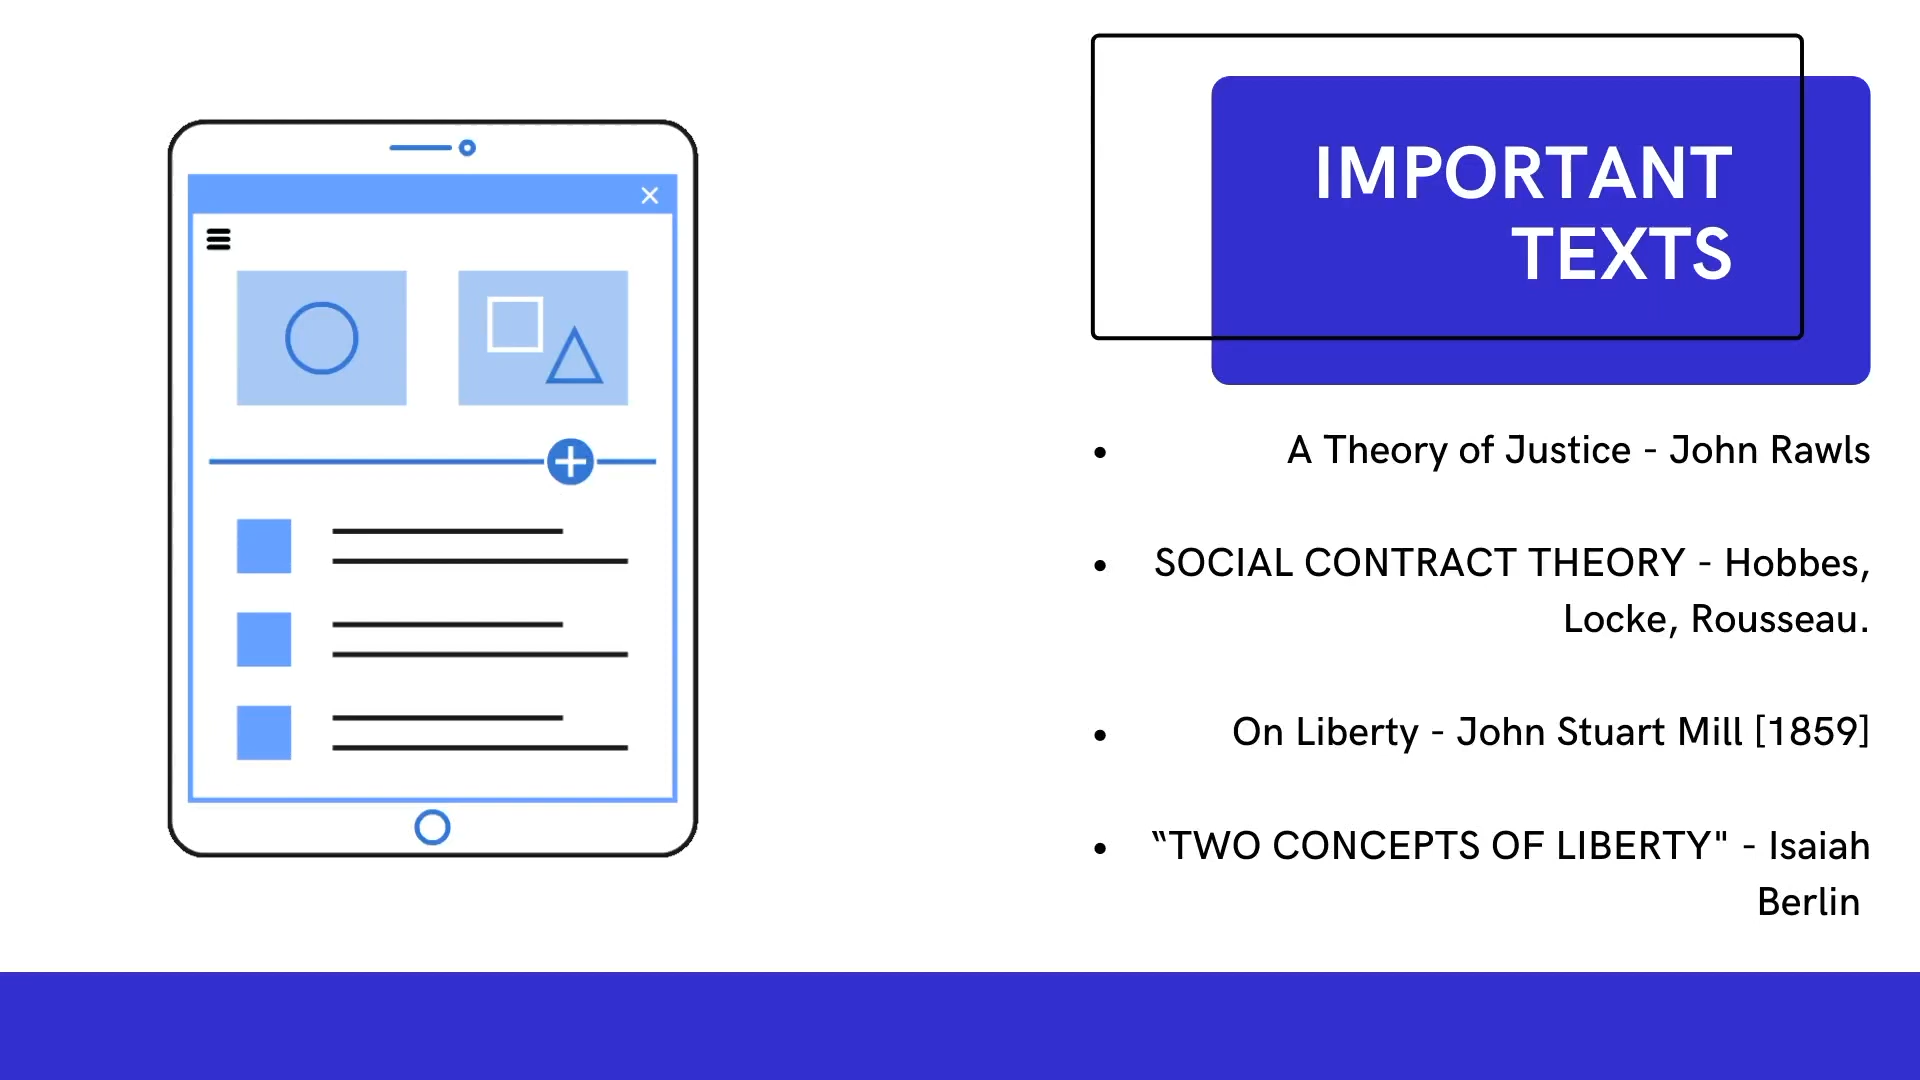 IMPORTANT
TEXTS
• A Theory of Justice - John Rawls
• SOCIAL CONTRACT THEORY - Hobbes,
Locke, Rousseau.
• On Liberty - John Stuart Mill [1859]
• “TWO CONCEPTS OF LIBERTY" - Isaiah
Berlin